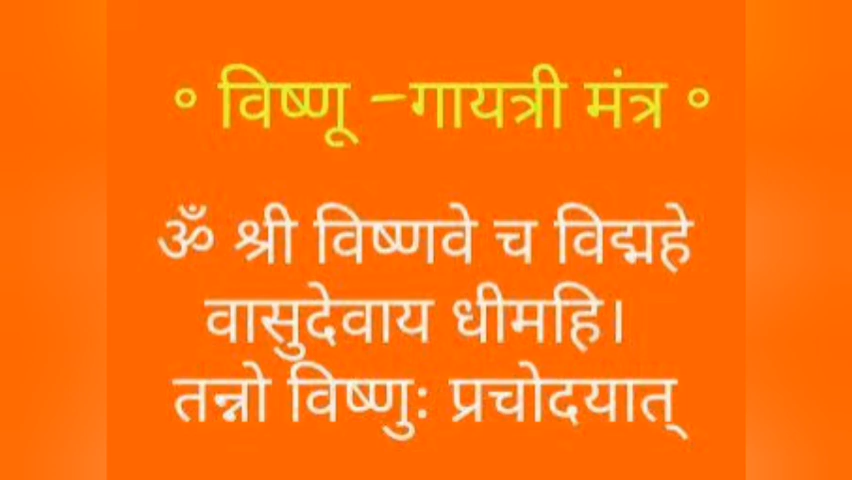 ° विष्णू -गायत्री मंत्र °
ॐ श्री विष्णवे च विद्महे
वासुदेवाय धीमहि।
तन्नो विष्णुः प्रचोदयात्